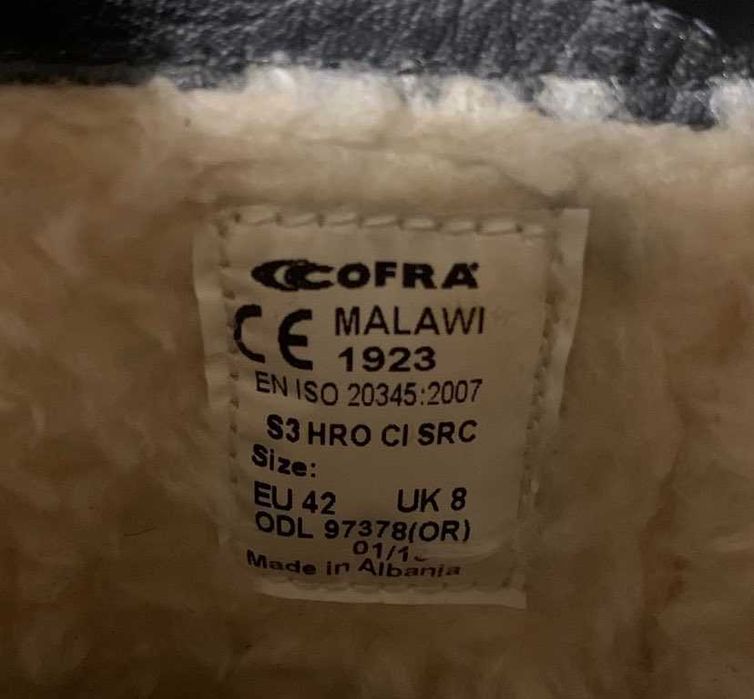 COFRA
CE MALAWI
1923
EN ISO 20345:2007
S3 HRO CI SRC
Size:
EU 42 UK 8
ODL 97378(OR)
Made in Albania